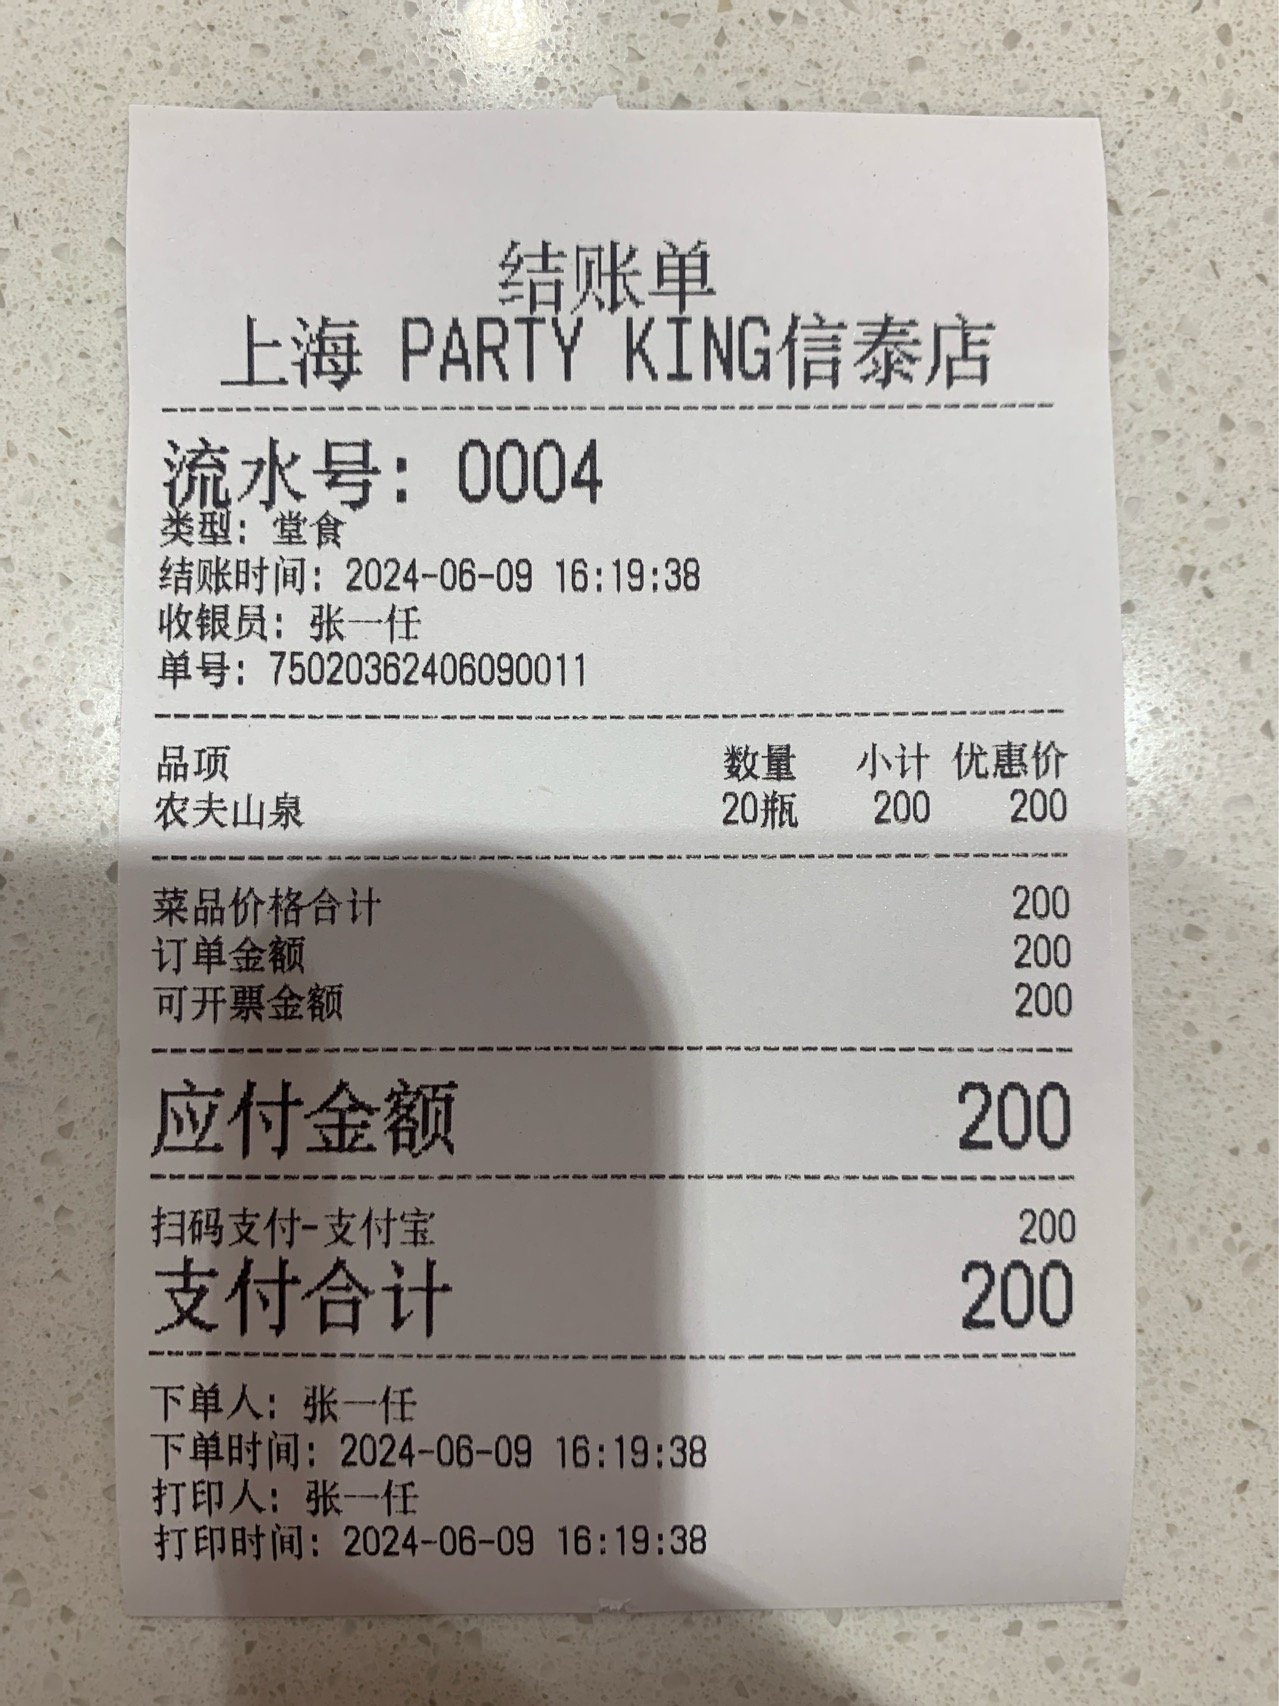 结账单
上海 PARTY KING信泰店
流水号: 0004
类型: 堂食
结账时间: 2024-06-09 16:19:38
收银员: 张一任
单号: 75020362406090011
品项 数量 小计 优惠价
农夫山泉 20瓶 200 200
菜品价格合计 200
订单金额 200
可开票金额 200
应付金额 200
扫码支付-支付宝 200
支付合计 200
下单人: 张一任
下单时间: 2024-06-09 16:19:38
打印人: 张一任
打印时间: 2024-06-09 16:19:38